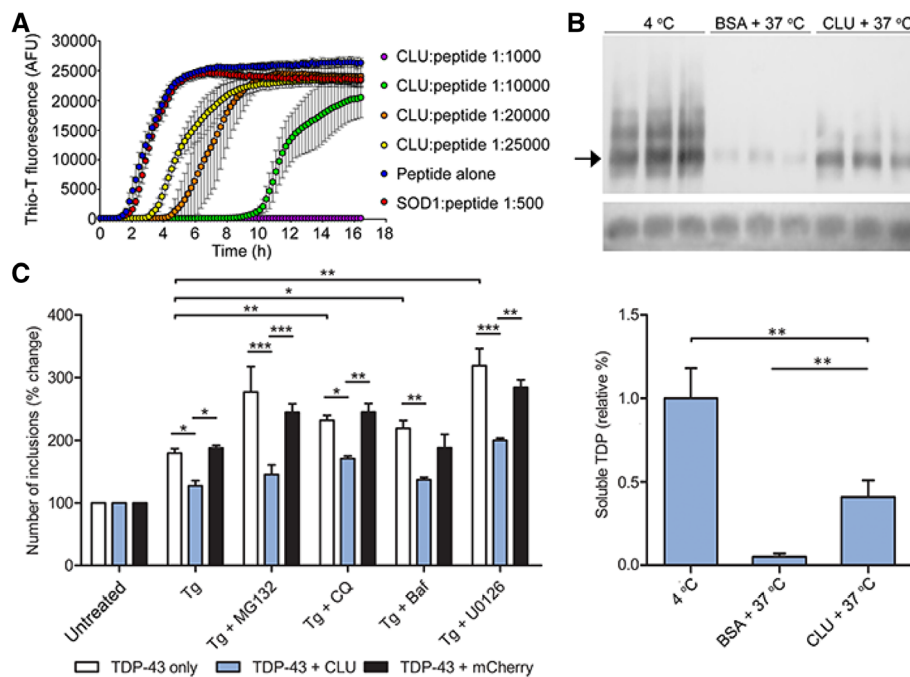 A
Thio-T fluorescence (AFU)
30000
25000
20000
15000
10000
5000
0
0 2 4 6 8 10 12 14 16 18
Time (h)
CLU:peptide 1:1000
CLU:peptide 1:10000
CLU:peptide 1:20000
CLU:peptide 1:25000
Peptide alone
SOD1:peptide 1:500
B
4 °C BSA + 37 °C CLU + 37 °C
C
Number of inclusions (% change)
400
300
200
100
0
** * **
* * *** *** * ** ** *** **
Untreated
Tg
Tg + MG132
Tg + CQ
Tg + Baf
Tg + U0126
TDP-43 only TDP-43 + CLU TDP-43 + mCherry
Soluble TDP (relative %)
1.5
1.0
0.5
0.0
**
**
4 °C
BSA + 37 °C
CLU + 37 °C